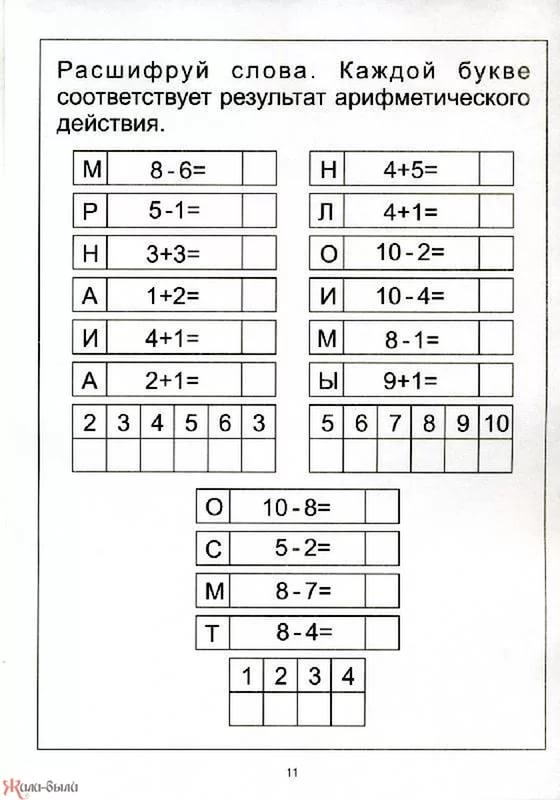 Расшифруй слова. Каждой букве
соответствует результат арифметического
действия.
М 8-6=
Р 5-1=
Н 3+3=
А 1+2=
И 4+1=
А 2+1=
2 3 4 5 6 3
Н 4+5=
Л 4+1=
О 10-2=
И 10-4=
М 8-1=
Ы 9+1=
5 6 7 8 9 10
О 10-8=
С 5-2=
М 8-7=
Т 8-4=
1 2 3 4
11
Жили-были